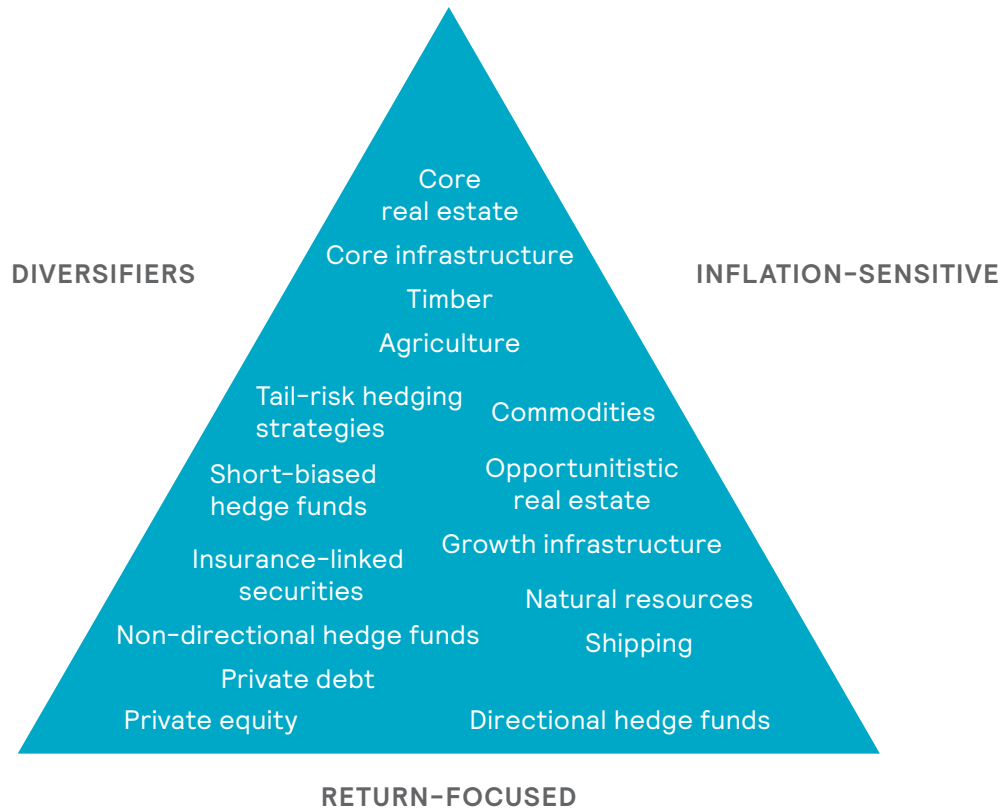 Core
real estate
DIVERSIFIERS
Core infrastructure
INFLATION-SENSITIVE
Timber
Agriculture
Tail-risk hedging
strategies
Commodities
Short-biased
hedge funds
Opportunitistic
real estate
Growth infrastructure
Insurance-linked
securities
Natural resources
Non-directional hedge funds
Shipping
Private debt
Private equity
Directional hedge funds
RETURN-FOCUSED